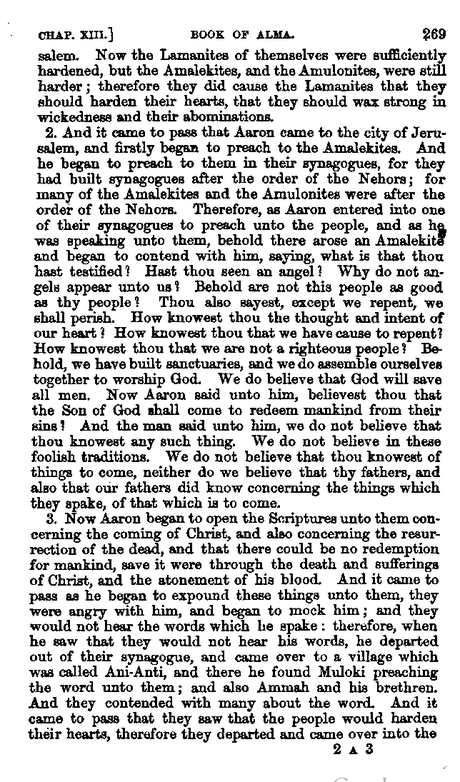 CHAP. XIII.] BOOK OF ALMA. 269
salem. Now the Lamanites of themselves were sufficiently
hardened, but the Amalekites, and the Amulonites, were still
harder; therefore they did cause the Lamanites that they
should harden their hearts, that they should wax strong in
wickedness and their abominations.
2. And it came to pass that Aaron came to the city of Jeru-
salem, and firstly began to preach to the Amalekites. And
he began to preach to them in their synagogues, for they
had built synagogues after the order of the Nehors; for
many of the Amalekites and the Amulonites were after the
order of the Nehors. Therefore, as Aaron entered into one
of their synagogues to preach unto the people, and as he
was speaking unto them, behold there arose an Amalekite
and began to contend with him, saying, what is that thou
hast testified? Hast thou seen an angel? Why do not an-
gels appear unto us? Behold are not this people as good
as thy people? Thou also sayest, except we repent, we
shall perish. How knowest thou the thought and intent of
our heart? How knowest thou that we have cause to repent?
How knowest thou that we are not a righteous people? Be-
hold, we have built sanctuaries, and we do assemble ourselves
together to worship God. We do believe that God will save
all men. Now Aaron said unto him, believest thou that
the Son of God shall come to redeem mankind from their
sins? And the man said unto him, we do not believe that
thou knowest any such thing. We do not believe in these
foolish traditions. We do not believe that thou knowest of
things to come, neither do we believe that thy fathers, and
also that our fathers did know concerning the things which
they spake, of that which is to come.
3. Now Aaron began to open the Scriptures unto them con-
cerning the coming of Christ, and also concerning the resur-
rection of the dead, and that there could be no redemption
for mankind, save it were through the death and sufferings
of Christ, and the atonement of his blood. And it came to
pass as he began to expound these things unto them, they
were angry with him, and began to mock him; and they
would not hear the words which he spake: therefore, when
he saw that they would not hear his words, he departed
out of their synagogue, and came over to a village which
was called Ani-Anti, and there he found Muloki preaching
the word unto them; and also Ammah and his brethren.
And they contended with many about the word. And it
came to pass that they saw that the people would harden
their hearts, therefore they departed and came over into the
2 A 3